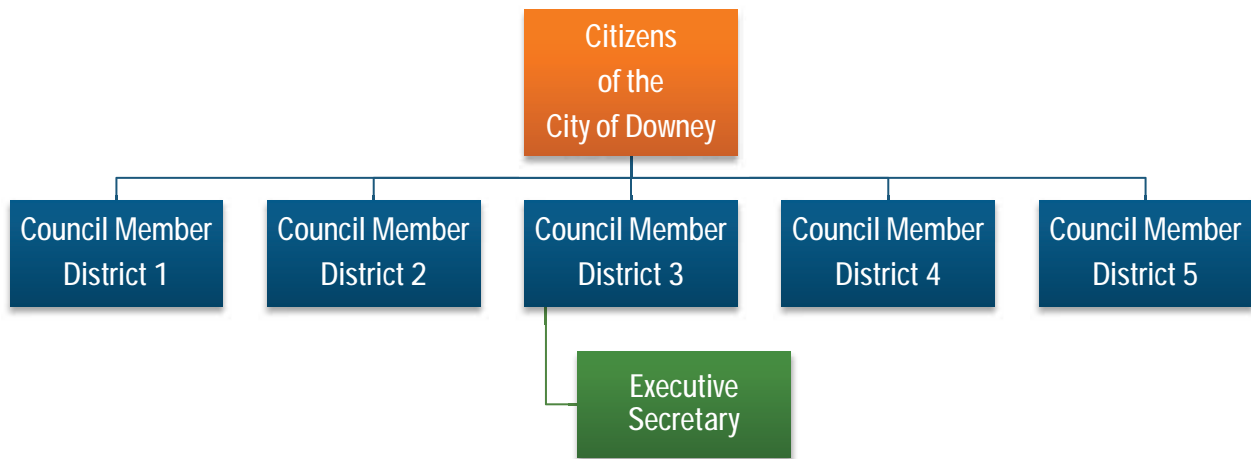 Citizens
of the
City of Downey
Council Member
District 1
Council Member
District 2
Council Member
District 3
Council Member
District 4
Council Member
District 5
Executive
Secretary